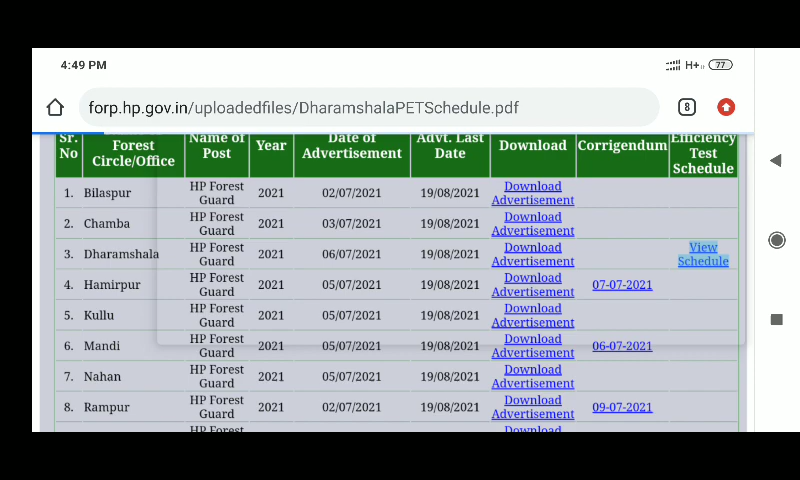 4:49 PM
H+
77
forp.hp.gov.in/uploadedfiles/DharamshalaPETSchedule.pdf
8
Sr. No
Forest Circle/Office
Name of Post
Year
Date of Advertisement
Advt. Last Date
Download
Corrigendum
Efficiency Test Schedule
1. Bilaspur HP Forest Guard 2021 02/07/2021 19/08/2021 Download Advertisement
2. Chamba HP Forest Guard 2021 03/07/2021 19/08/2021 Download Advertisement
3. Dharamshala HP Forest Guard 2021 06/07/2021 19/08/2021 Download Advertisement View Schedule
4. Hamirpur HP Forest Guard 2021 05/07/2021 19/08/2021 Download Advertisement 07-07-2021
5. Kullu HP Forest Guard 2021 05/07/2021 19/08/2021 Download Advertisement
6. Mandi HP Forest Guard 2021 05/07/2021 19/08/2021 Download Advertisement 06-07-2021
7. Nahan HP Forest Guard 2021 05/07/2021 19/08/2021 Download Advertisement
8. Rampur HP Forest Guard 2021 02/07/2021 19/08/2021 Download Advertisement 09-07-2021
HP Forest Download